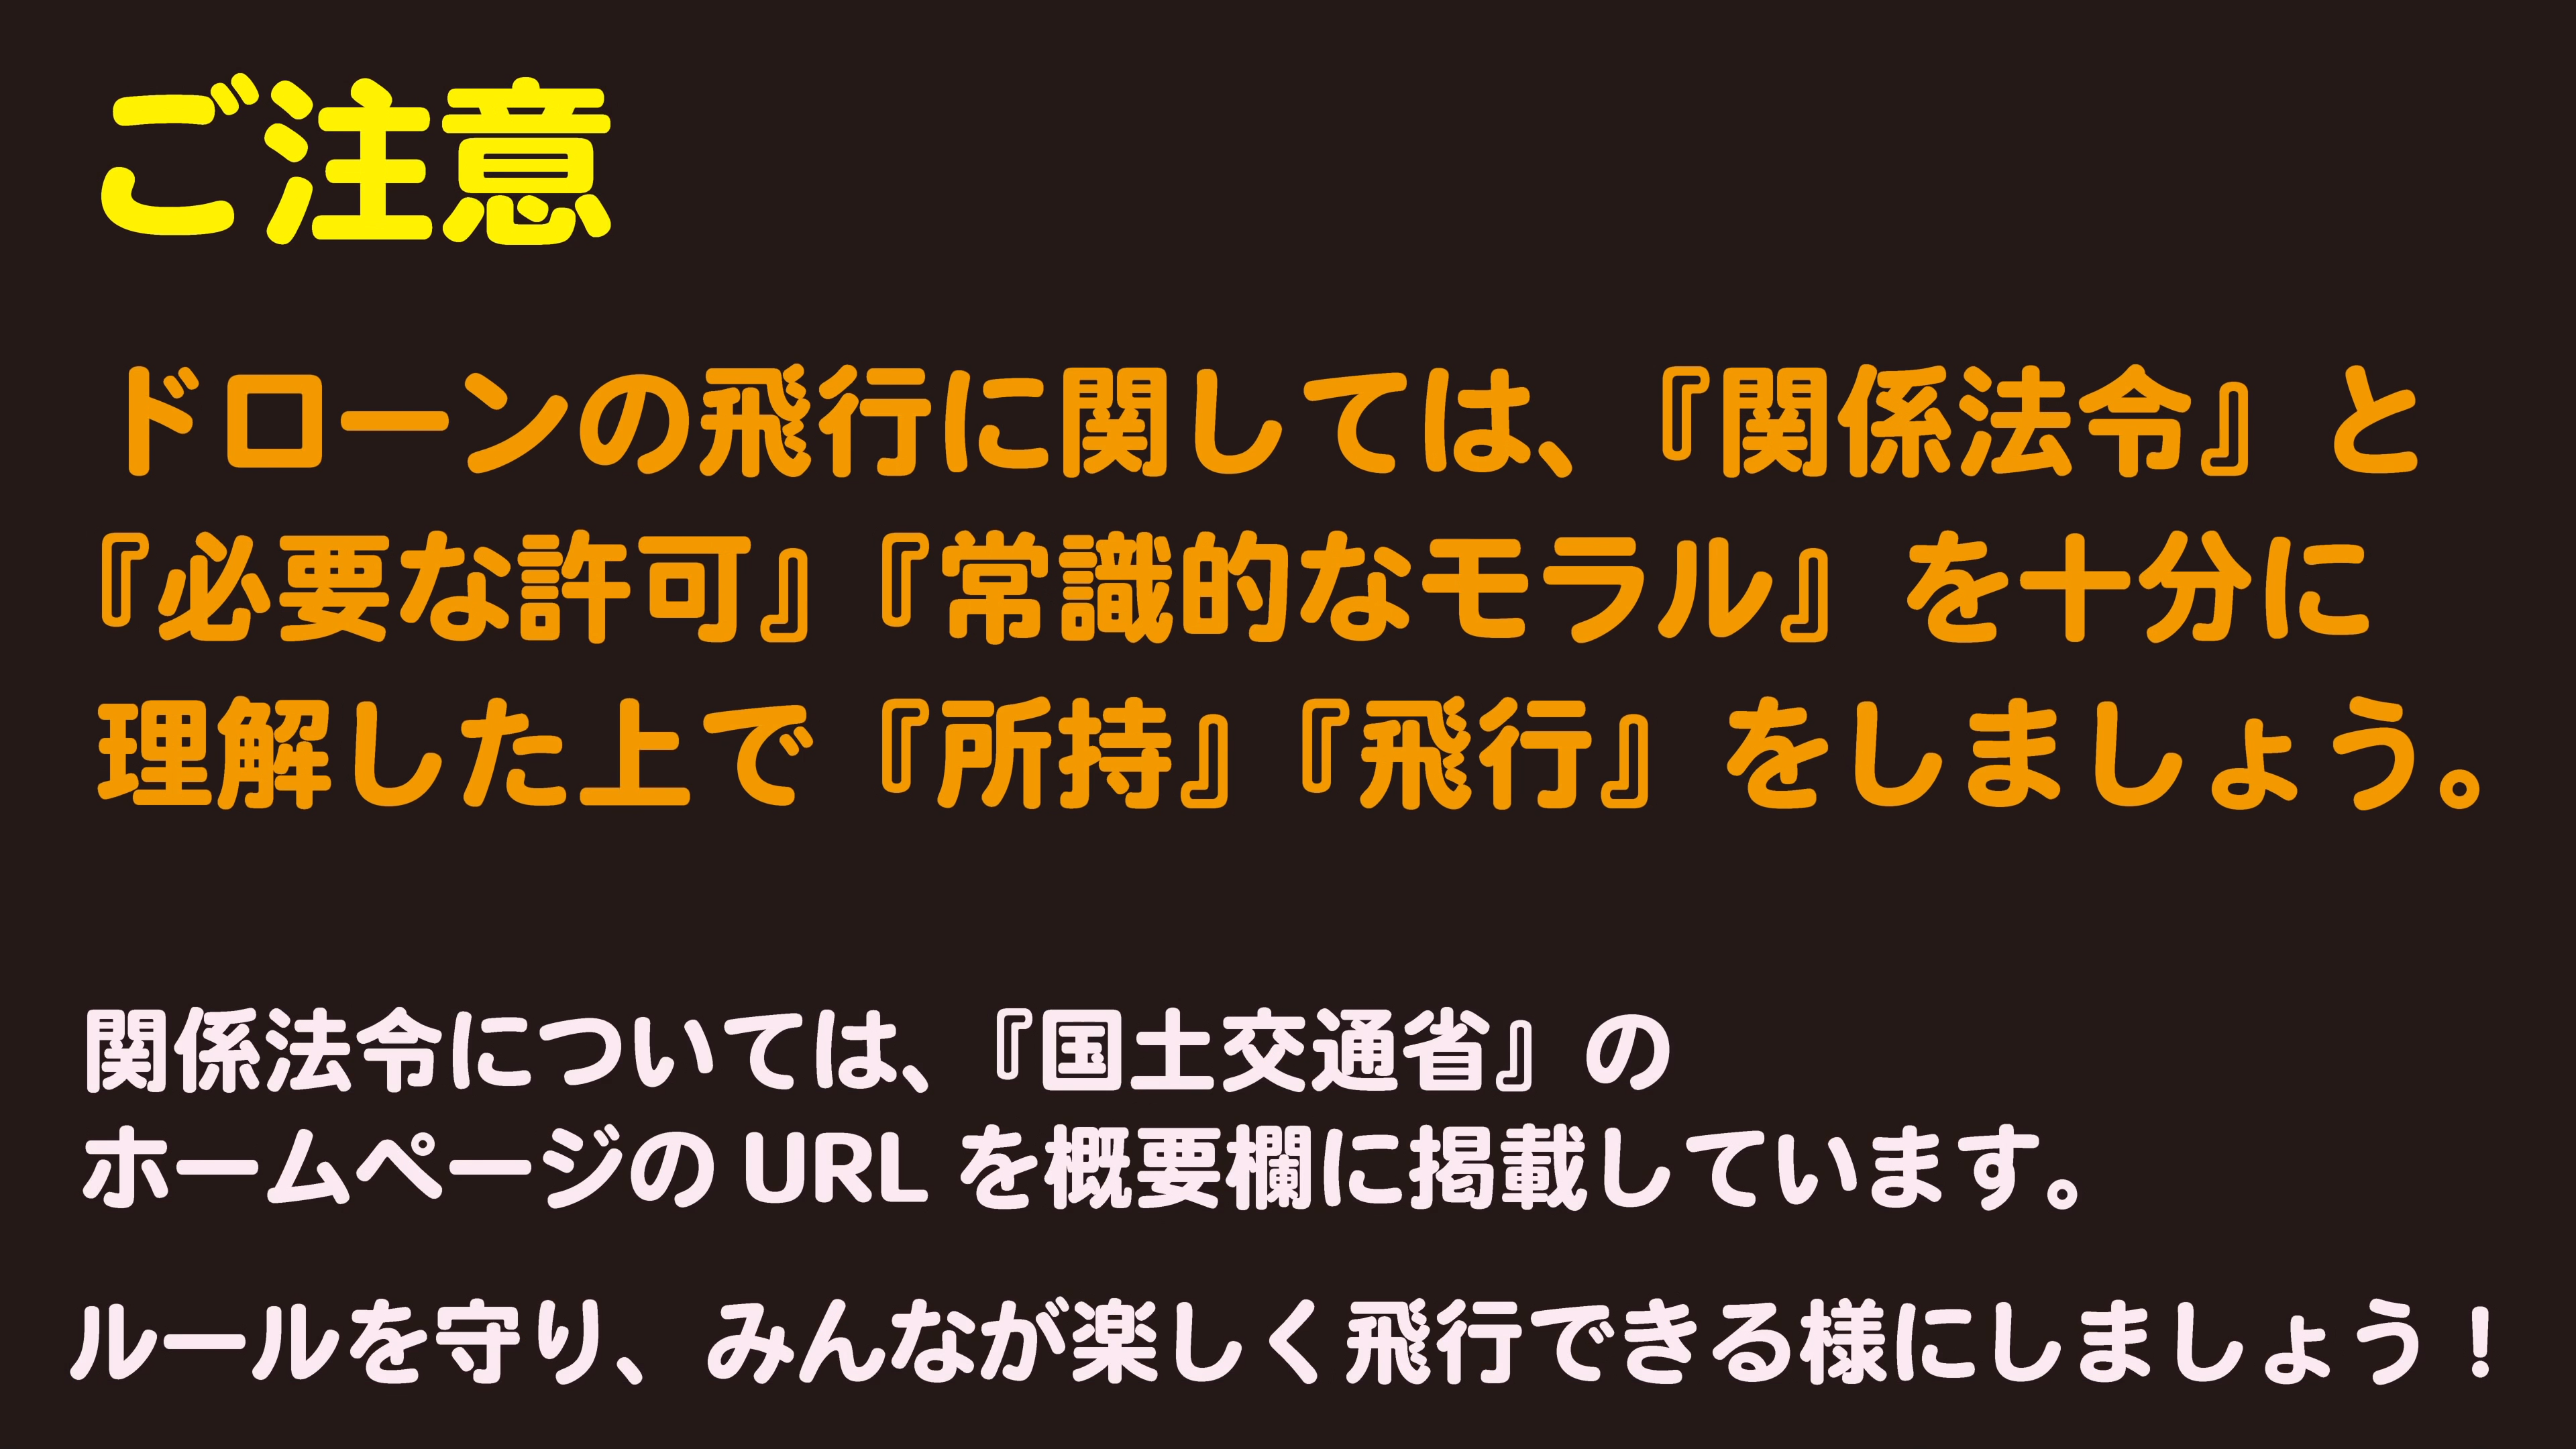 ご注意
ドローンの飛行に関しては、『関係法令』と
『必要な許可』『常識的なモラル』を十分に
理解した上で『所持』『飛行』をしましょう。
関係法令については、『国土交通省』の
ホームページの URL を概要欄に掲載しています。
ルールを守り、みんなが楽しく飛行できる様にしましょう！